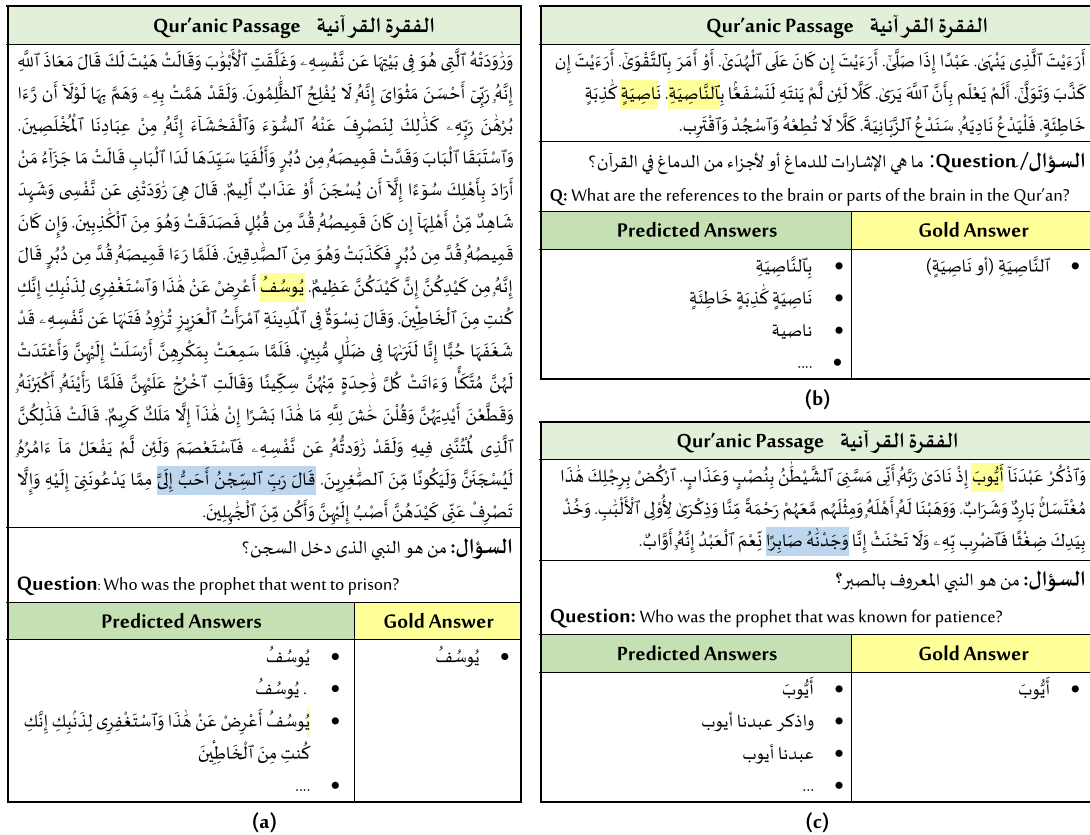 الفقرة القرآنية Qur'anic Passage
وَرَٰوَدَتْهُ ٱلَّتِى هُوَ فِى بَيْتِهَا عَن نَّفْسِهِۦ وَغَلَّقَتِ ٱلْأَبْوَٰبَ وَقَالَتْ هَيْتَ لَكَ قَالَ مَعَاذَ ٱللَّهِ
إِنَّهُۥ رَبِّىٓ أَحْسَنَ مَثْوَاىَ إِنَّهُۥ لَا يُفْلِحُ ٱلظَّٰلِمُونَ. وَلَقَدْ هَمَّتْ بِهِۦ وَهَمَّ بِهَا لَوْلَآ أَن رَّءَا
بُرْهَٰنَ رَبِّهِۦ كَذَٰلِكَ لِنَصْرِفَ عَنْهُ ٱلسُّوٓءَ وَٱلْفَحْشَآءَ إِنَّهُۥ مِنْ عِبَادِنَا ٱلْمُخْلَصِينَ.
وَٱسْتَبَقَا ٱلْبَابَ وَقَدَّتْ قَمِيصَهُۥ مِن دُبُرٍ وَأَلْفَيَا سَيِّدَهَا لَدَا ٱلْبَابِ قَالَتْ مَا جَزَآءُ مَنْ
أَرَادَ بِأَهْلِكَ سُوٓءًا إِلَّآ أَن يُسْجَنَ أَوْ عَذَابٌ أَلِيمٌ. قَالَ هِىَ رَٰوَدَتْنِى عَن نَّفْسِى وَشَهِدَ
شَاهِدٌ مِّنْ أَهْلِهَآ إِن كَانَ قَمِيصُهُۥ قُدَّ مِن قُبُلٍ فَصَدَقَتْ وَهُوَ مِنَ ٱلْكَٰذِبِينَ. وَإِن كَانَ
قَمِيصُهُۥ قُدَّ مِن دُبُرٍ فَكَذَبَتْ وَهُوَ مِنَ ٱلصَّٰدِقِينَ. فَلَمَّا رَءَا قَمِيصَهُۥ قُدَّ مِن دُبُرٍ قَالَ
إِنَّهُۥ مِن كَيْدِكُنَّ إِنَّ كَيْدَكُنَّ عَظِيمٌ. يُوسُفُ أَعْرِضْ عَنْ هَٰذَا وَٱسْتَغْفِرِى لِذَنۢبِكِ إِنَّكِ
كُنتِ مِنَ ٱلْخَاطِـِٔينَ. وَقَالَ نِسْوَةٌ فِى ٱلْمَدِينَةِ ٱمْرَأَتُ ٱلْعَزِيزِ تُرَٰوِدُ فَتَىٰهَا عَن نَّفْسِهِۦ قَدْ
شَغَفَهَا حُبًّا إِنَّا لَنَرَىٰهَا فِى ضَلَٰلٍ مُّبِينٍ. فَلَمَّا سَمِعَتْ بِمَكْرِهِنَّ أَرْسَلَتْ إِلَيْهِنَّ وَأَعْتَدَتْ
لَهُنَّ مُتَّكَـًٔا وَءَاتَتْ كُلَّ وَٰحِدَةٍ مِّنْهُنَّ سِكِّينًا وَقَالَتِ ٱخْرُجْ عَلَيْهِنَّ فَلَمَّا رَأَيْنَهُۥٓ أَكْبَرْنَهُۥ
وَقَطَّعْنَ أَيْدِيَهُنَّ وَقُلْنَ حَٰشَ لِلَّهِ مَا هَٰذَا بَشَرًا إِنْ هَٰذَآ إِلَّا مَلَكٌ كَرِيمٌ. قَالَتْ فَذَٰلِكُنَّ
ٱلَّذِى لُمْتُنَّنِى فِيهِ وَلَقَدْ رَٰوَدتُّهُۥ عَن نَّفْسِهِۦ فَٱسْتَعْصَمَ وَلَئِن لَّمْ يَفْعَلْ مَآ ءَامُرُهُۥ
لَيُسْجَنَنَّ وَلَيَكُونًا مِّنَ ٱلصَّٰغِرِينَ. قَالَ رَبِّ ٱلسِّجْنُ أَحَبُّ إِلَىَّ مِمَّا يَدْعُونَنِىٓ إِلَيْهِ وَإِلَّا
تَصْرِفْ عَنِّى كَيْدَهُنَّ أَصْبُ إِلَيْهِنَّ وَأَكُن مِّنَ ٱلْجَٰهِلِينَ.
السؤال: من هو النبي الذى دخل السجن؟
Question: Who was the prophet that went to prison?
Predicted Answers Gold Answer
• يُوسُفُ • يُوسُفُ
• . يُوسُفُ
• يُوسُفُ أَعْرِضْ عَنْ هَٰذَا وَٱسْتَغْفِرِى لِذَنۢبِكِ إِنَّكِ
كُنتِ مِنَ ٱلْخَاطِـِٔينَ
• ....
(a)
الفقرة القرآنية Qur'anic Passage
أَرَءَيْتَ ٱلَّذِى يَنْهَىٰ. عَبْدًا إِذَا صَلَّىٰٓ. أَرَءَيْتَ إِن كَانَ عَلَى ٱلْهُدَىٰٓ. أَوْ أَمَرَ بِٱلتَّقْوَىٰٓ. أَرَءَيْتَ إِن
كَذَّبَ وَتَوَلَّىٰٓ. أَلَمْ يَعْلَم بِأَنَّ ٱللَّهَ يَرَىٰ. كَلَّا لَئِن لَّمْ يَنتَهِ لَنَسْفَعًۢا بِٱلنَّاصِيَةِ. نَاصِيَةٍ كَٰذِبَةٍ
خَاطِئَةٍ. فَلْيَدْعُ نَادِيَهُۥ. سَنَدْعُ ٱلزَّبَانِيَةَ. كَلَّا لَا تُطِعْهُ وَٱسْجُدْ وَٱقْتَرِب.
السؤال/Question: ما هي الإشارات للدماغ أو لأجزاء من الدماغ في القرآن؟
Q: What are the references to the brain or parts of the brain in the Qur'an?
Predicted Answers Gold Answer
• بِٱلنَّاصِيَةِ • ٱلنَّاصِيَةِ (أو نَاصِيَةٍ)
• نَاصِيَةٍ كَٰذِبَةٍ خَاطِئَةٍ
• ناصية
• ....
(b)
الفقرة القرآنية Qur'anic Passage
وَٱذْكُرْ عَبْدَنَآ أَيُّوبَ إِذْ نَادَىٰ رَبَّهُۥٓ أَنِّى مَسَّنِىَ ٱلشَّيْطَٰنُ بِنُصْبٍ وَعَذَابٍ. ٱرْكُضْ بِرِجْلِكَ هَٰذَا
مُغْتَسَلٌۢ بَارِدٌ وَشَرَابٌ. وَوَهَبْنَا لَهُۥٓ أَهْلَهُۥ وَمِثْلَهُم مَّعَهُمْ رَحْمَةً مِّنَّا وَذِكْرَىٰ لِأُو۟لِى ٱلْأَلْبَٰبِ. وَخُذْ
بِيَدِكَ ضِغْثًا فَٱضْرِب بِّهِۦ وَلَا تَحْنَثْ إِنَّا وَجَدْنَٰهُ صَابِرًا نِّعْمَ ٱلْعَبْدُ إِنَّهُۥٓ أَوَّابٌ.
السؤال: من هو النبي المعروف بالصبر؟
Question: Who was the prophet that was known for patience?
Predicted Answers Gold Answer
• أَيُّوبَ • أَيُّوبَ
• واذكر عبدنا أيوب
• عبدنا أيوب
• ...
(c)